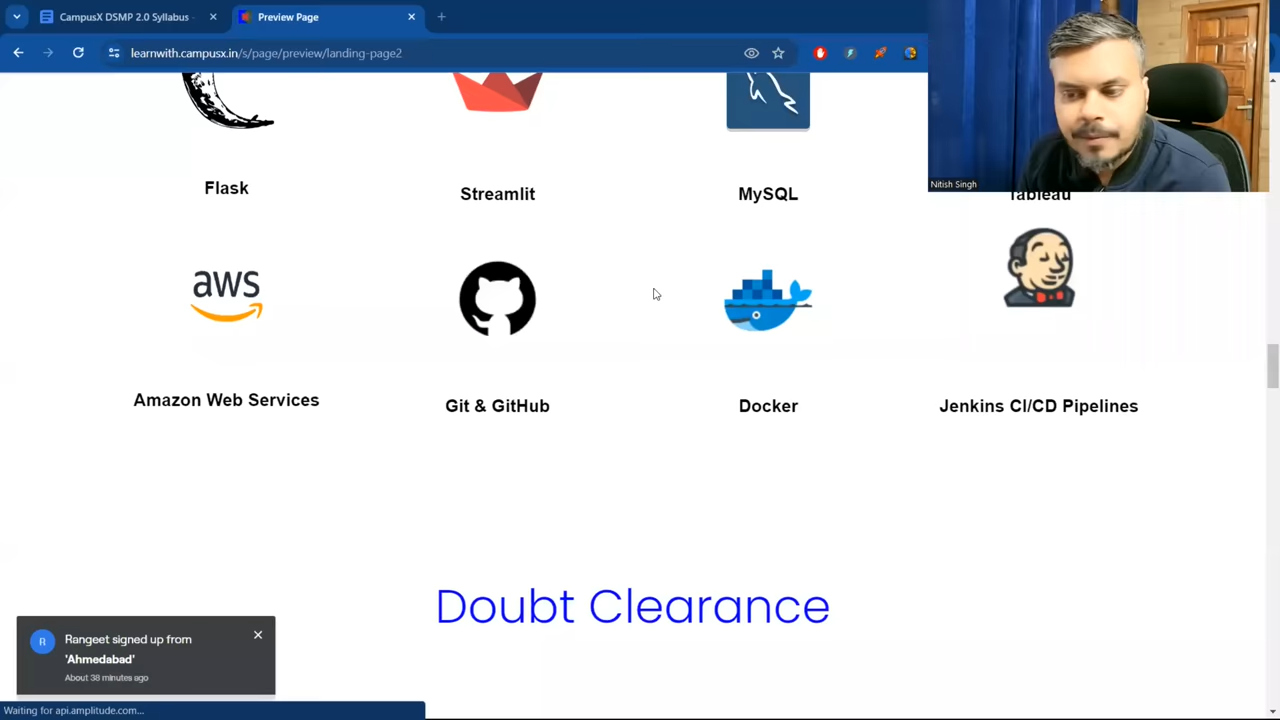 CampusX DSMP 2.0 Syllabus -
Preview Page
learnwith.campusx.in/s/page/preview/landing-page2
Nitish Singh
Flask
Streamlit
MySQL
Tableau
aws
Amazon Web Services
Git & GitHub
Docker
Jenkins CI/CD Pipelines
Doubt Clearance
R
Rangeet signed up from
'Ahmedabad'
About 38 minutes ago
Waiting for api.amplitude.com...